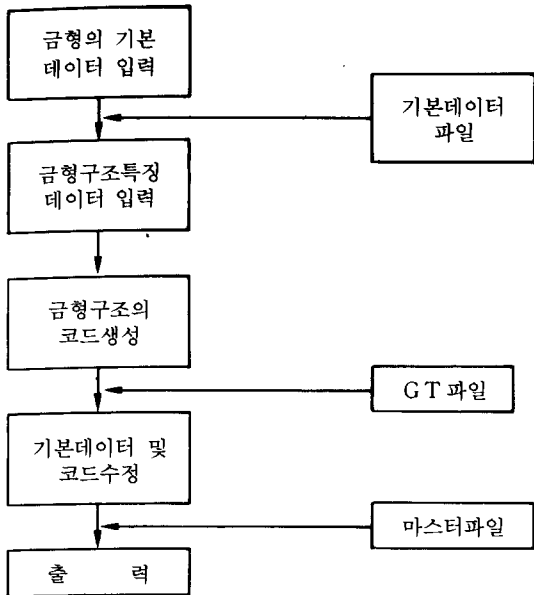 금형의 기본
데이터 입력
기본데이터
파일
금형구조특징
데이터 입력
금형구조의
코드생성
G T 파일
기본데이터 및
코드수정
마스터파일
출 력